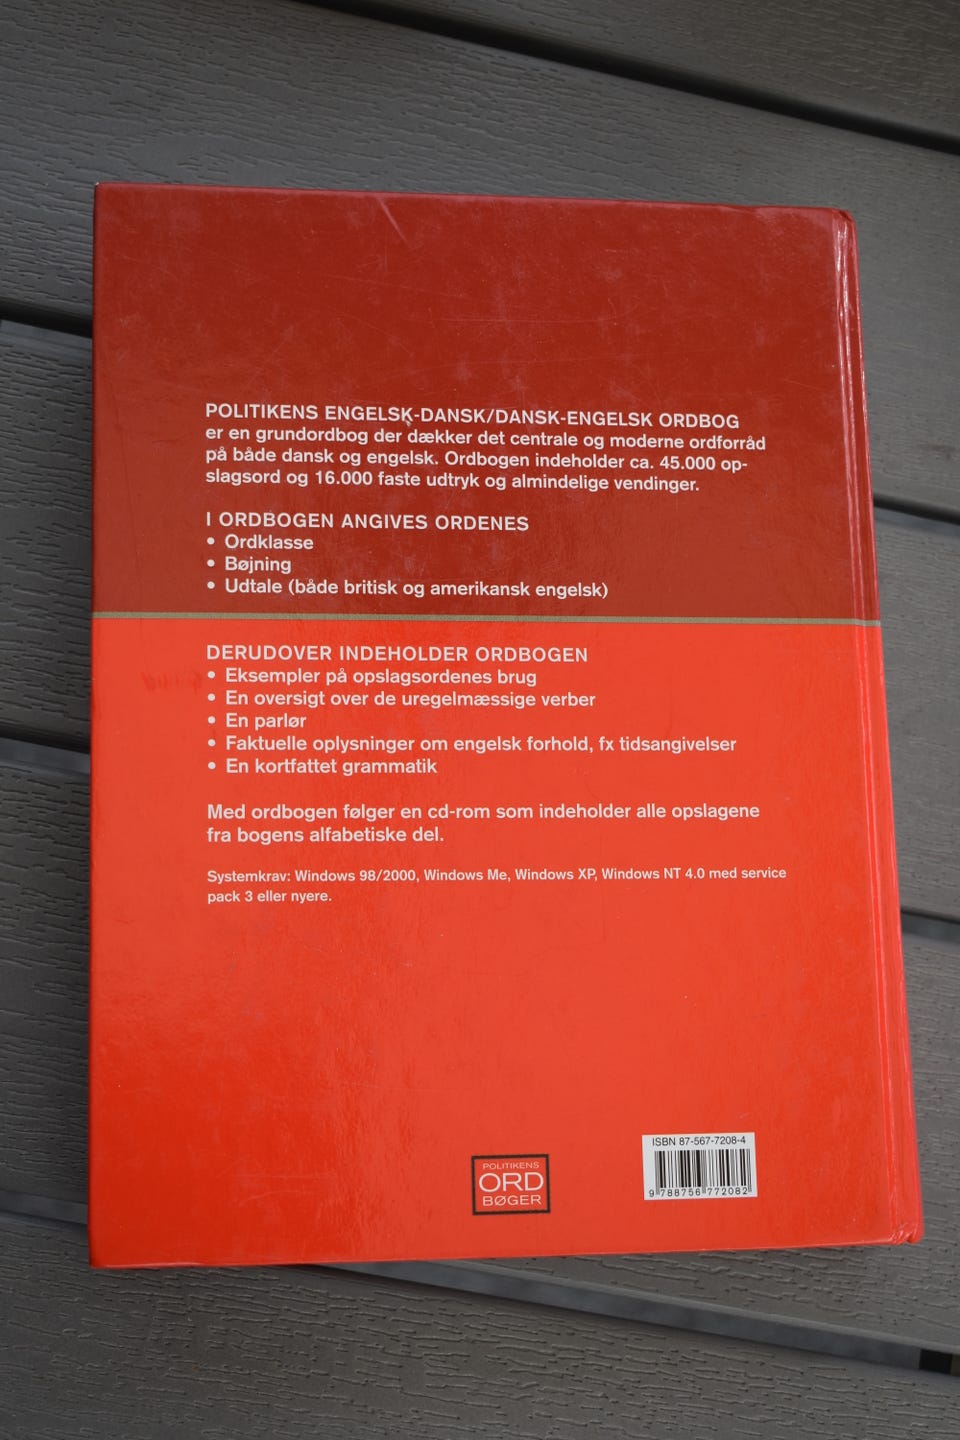 POLITIKENS ENGELSK-DANSK/DANSK-ENGELSK ORDBOG
er en grundordbog der dækker det centrale og moderne ordforråd
på både dansk og engelsk. Ordbogen indeholder ca. 45.000 op-
slagsord og 16.000 faste udtryk og almindelige vendinger.
I ORDBOGEN ANGIVES ORDENES
• Ordklasse
• Bøjning
• Udtale (både britisk og amerikansk engelsk)
DERUDOVER INDEHOLDER ORDBOGEN
• Eksempler på opslagsordenes brug
• En oversigt over de uregelmæssige verber
• En parlør
• Faktuelle oplysninger om engelsk forhold, fx tidsangivelser
• En kortfattet grammatik
Med ordbogen følger en cd-rom som indeholder alle opslagene
fra bogens alfabetiske del.
Systemkrav: Windows 98/2000, Windows Me, Windows XP, Windows NT 4.0 med service
pack 3 eller nyere.
POLITIKENS
ORD
BØGER
ISBN 87-567-7208-4
9 788756 772082